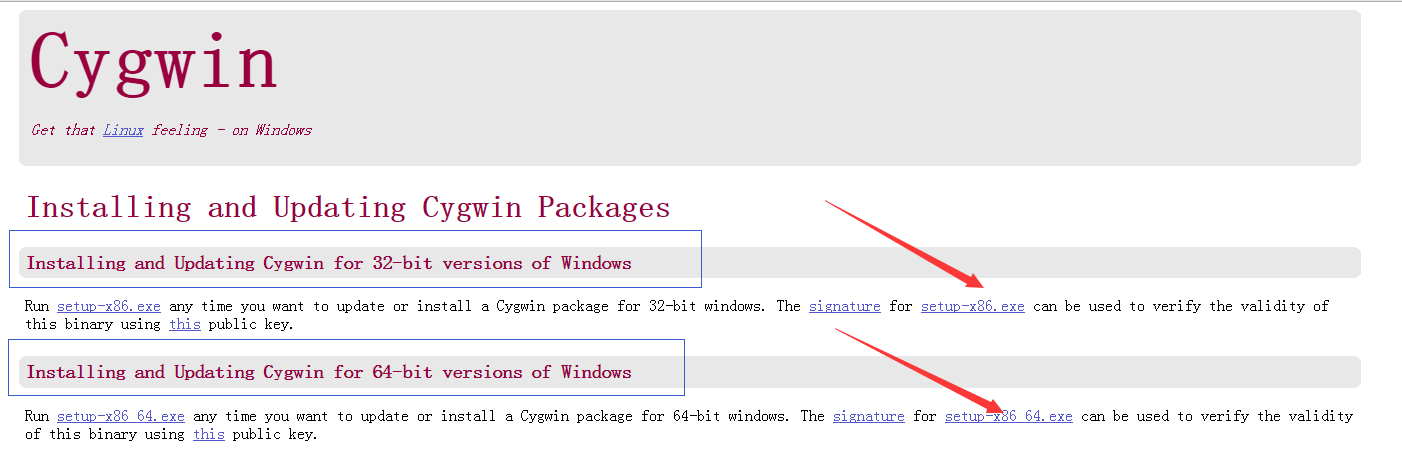 Cygwin
Get that Linux feeling - on Windows
Installing and Updating Cygwin Packages
Installing and Updating Cygwin for 32-bit versions of Windows
Run setup-x86.exe any time you want to update or install a Cygwin package for 32-bit windows. The signature for setup-x86.exe can be used to verify the validity of
this binary using this public key.
Installing and Updating Cygwin for 64-bit versions of Windows
Run setup-x86_64.exe any time you want to update or install a Cygwin package for 64-bit windows. The signature for setup-x86_64.exe can be used to verify the validity
of this binary using this public key.